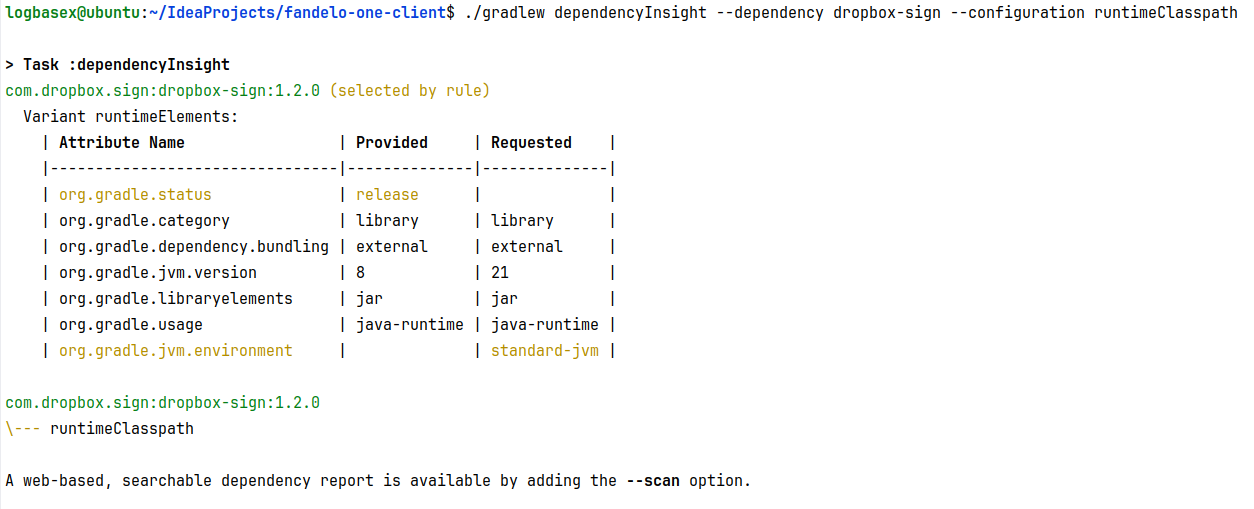 logbasex@ubuntu:~/IdeaProjects/fandelo-one-client$ ./gradlew dependencyInsight --dependency dropbox-sign --configuration runtimeClasspath
> Task :dependencyInsight
com.dropbox.sign:dropbox-sign:1.2.0 (selected by rule)
  Variant runtimeElements:
    | Attribute Name                 | Provided     | Requested    |
    |--------------------------------|--------------|--------------|
    | org.gradle.status              | release      |              |
    | org.gradle.category            | library      | library      |
    | org.gradle.dependency.bundling | external     | external     |
    | org.gradle.jvm.version         | 8            | 21           |
    | org.gradle.libraryelements     | jar          | jar          |
    | org.gradle.usage               | java-runtime | java-runtime |
    | org.gradle.jvm.environment     |              | standard-jvm |
com.dropbox.sign:dropbox-sign:1.2.0
\--- runtimeClasspath
A web-based, searchable dependency report is available by adding the --scan option.